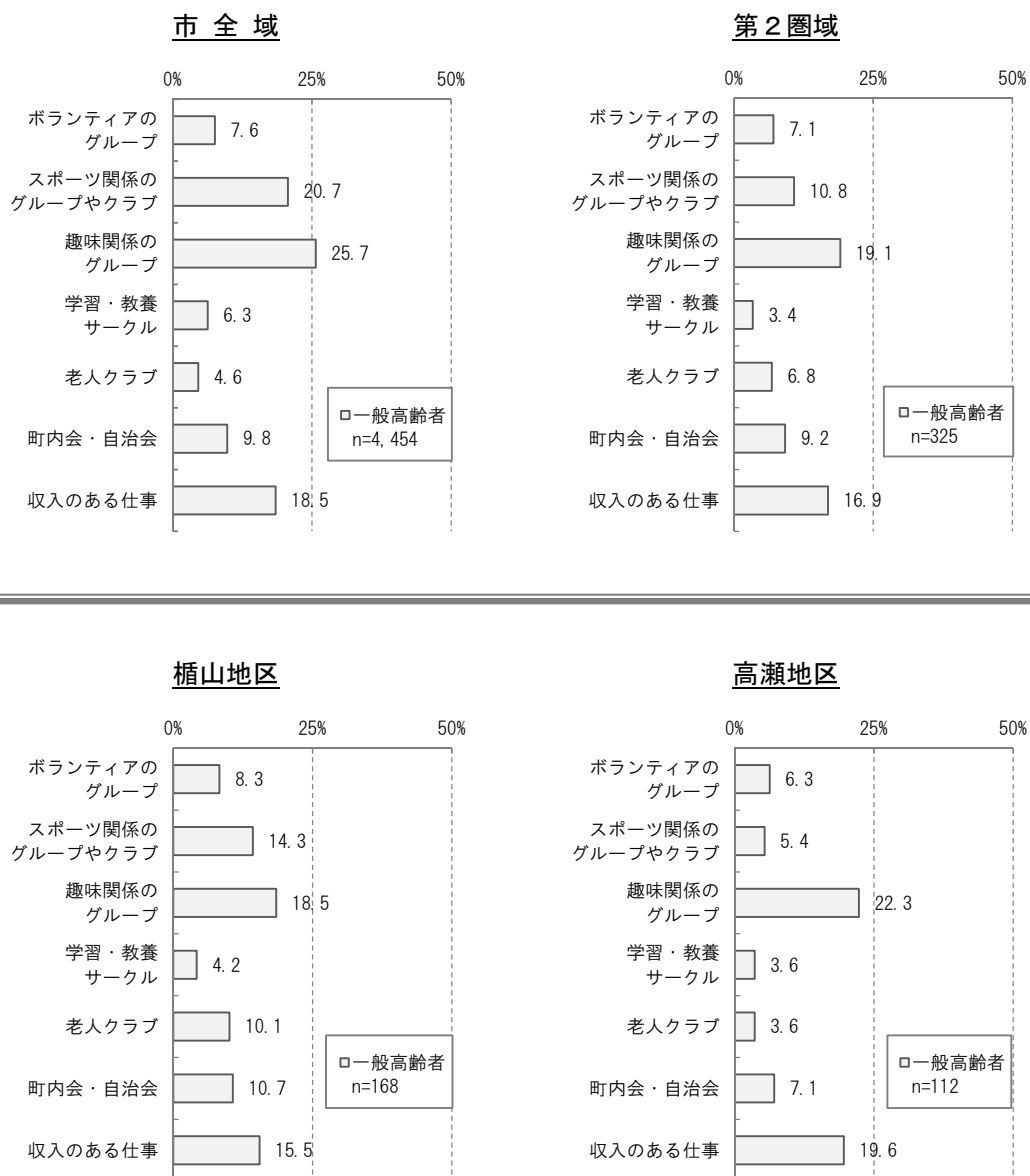 市 全 域
0% 25% 50%
ボランティアの
グループ
7.6
スポーツ関係の
グループやクラブ
20.7
趣味関係の
グループ
25.7
学習・教養
サークル
6.3
老人クラブ
4.6
町内会・自治会
9.8
収入のある仕事
18.5
一般高齢者
n=4,454
第２圏域
0% 25% 50%
ボランティアの
グループ
7.1
スポーツ関係の
グループやクラブ
10.8
趣味関係の
グループ
19.1
学習・教養
サークル
3.4
老人クラブ
6.8
町内会・自治会
9.2
収入のある仕事
16.9
一般高齢者
n=325
楯山地区
0% 25% 50%
ボランティアの
グループ
8.3
スポーツ関係の
グループやクラブ
14.3
趣味関係の
グループ
18.5
学習・教養
サークル
4.2
老人クラブ
10.1
町内会・自治会
10.7
収入のある仕事
15.5
一般高齢者
n=168
高瀬地区
0% 25% 50%
ボランティアの
グループ
6.3
スポーツ関係の
グループやクラブ
5.4
趣味関係の
グループ
22.3
学習・教養
サークル
3.6
老人クラブ
3.6
町内会・自治会
7.1
収入のある仕事
19.6
一般高齢者
n=112